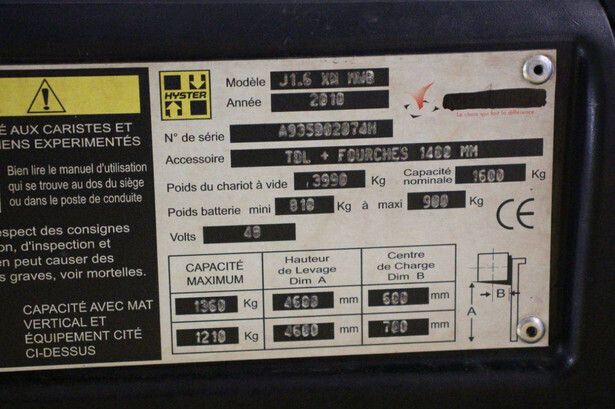 HYSTER
Modèle J1.6 XM MWB
Année 2010
N° de série A935B02874H
Accessoire TDL + FOURCHES 1400 MM
Poids du chariot à vide 3990 Kg Capacité nominale 1600 Kg
Poids batterie mini 810 Kg à maxi 900 Kg
Volts 48
CE
CAPACITÉ MAXIMUM
Hauteur de Levage Dim A
Centre de Charge Dim B
1360 Kg 4600 mm 600 mm
1210 Kg 4600 mm 700 mm
A
B
AUX CARISTES ET
EXPERIMENTÉS
Bien lire le manuel d'utilisation
qui se trouve au dos du siège
ou dans le poste de conduite
des consignes
d'inspection et
peut causer des
graves, voir mortelles.
CAPACITÉ AVEC MAT
VERTICAL ET
ÉQUIPEMENT CITÉ
CI-DESSUS